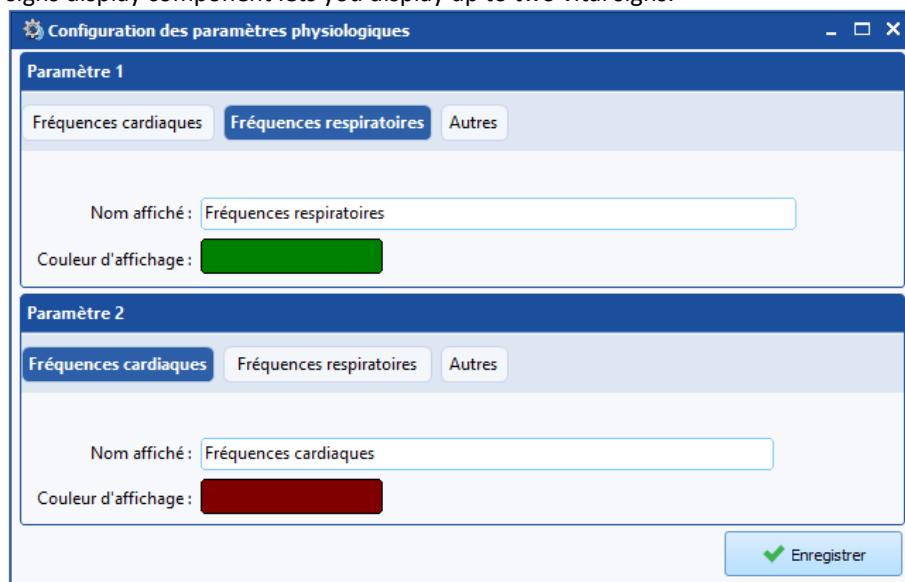 signs display component lets you display up to two vital signs.
Configuration des paramètres physiologiques
Paramètre 1
Fréquences cardiaques Fréquences respiratoires Autres
Nom affiché : Fréquences respiratoires
Couleur d'affichage :
Paramètre 2
Fréquences cardiaques Fréquences respiratoires Autres
Nom affiché : Fréquences cardiaques
Couleur d'affichage :
Enregistrer